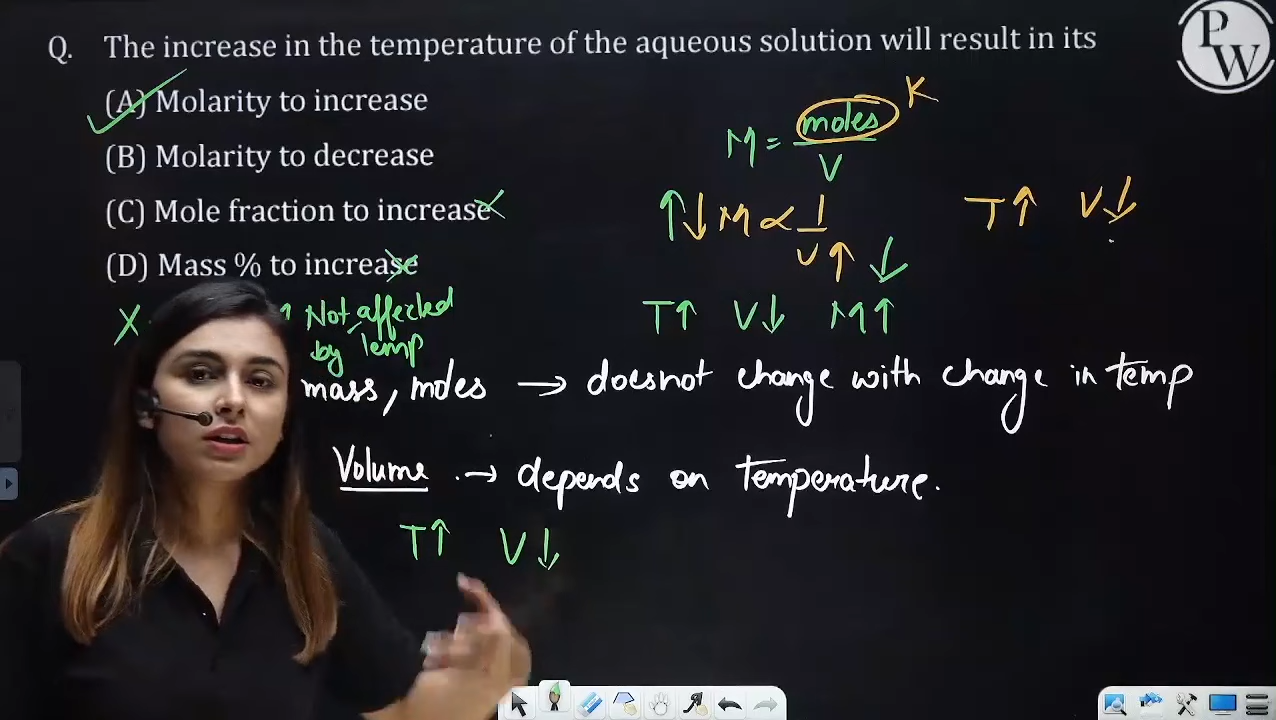 Q. The increase in the temperature of the aqueous solution will result in its
(A) Molarity to increase
(B) Molarity to decrease
(C) Mole fraction to increase
(D) Mass % to increase
PW
M = moles / V
K
↑↓ M ∝ 1 / V↑ ↓
T↑ V↓
T↑ V↓ M↑
Not affected
by Temp
mass, moles → doesnot change with change in temp
Volume → depends on Temperature.
T↑ V↓